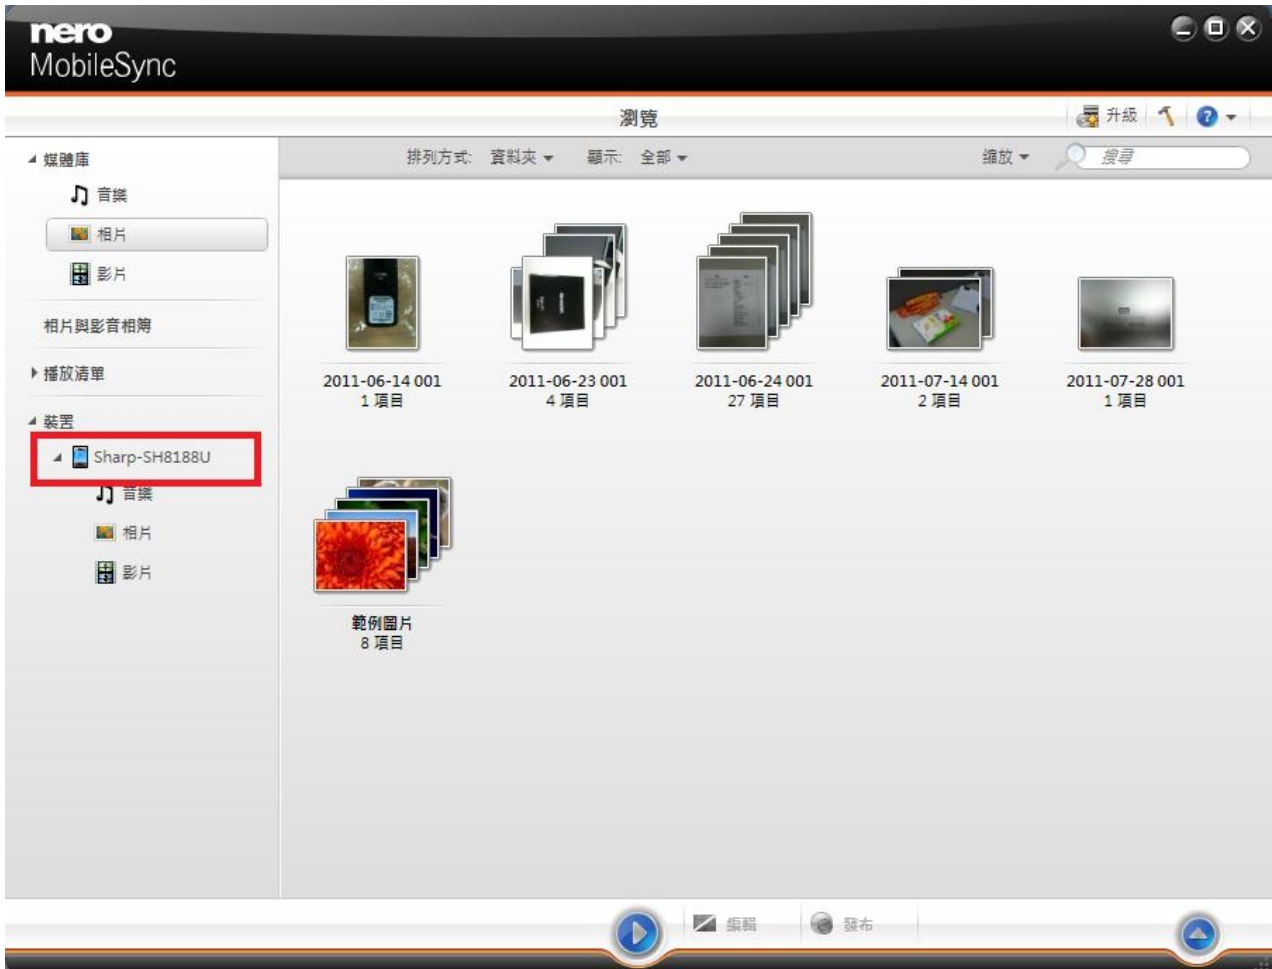 nero
MobileSync
瀏覽
升級
媒體庫
音樂
相片
影片
相片與影音相簿
播放清單
裝置
Sharp-SH8188U
音樂
相片
影片
排列方式: 資料夾 顯示: 全部 縮放 搜尋
2011-06-14 001
1 項目
2011-06-23 001
4 項目
2011-06-24 001
27 項目
2011-07-14 001
2 項目
2011-07-28 001
1 項目
範例圖片
8 項目
編輯 發布